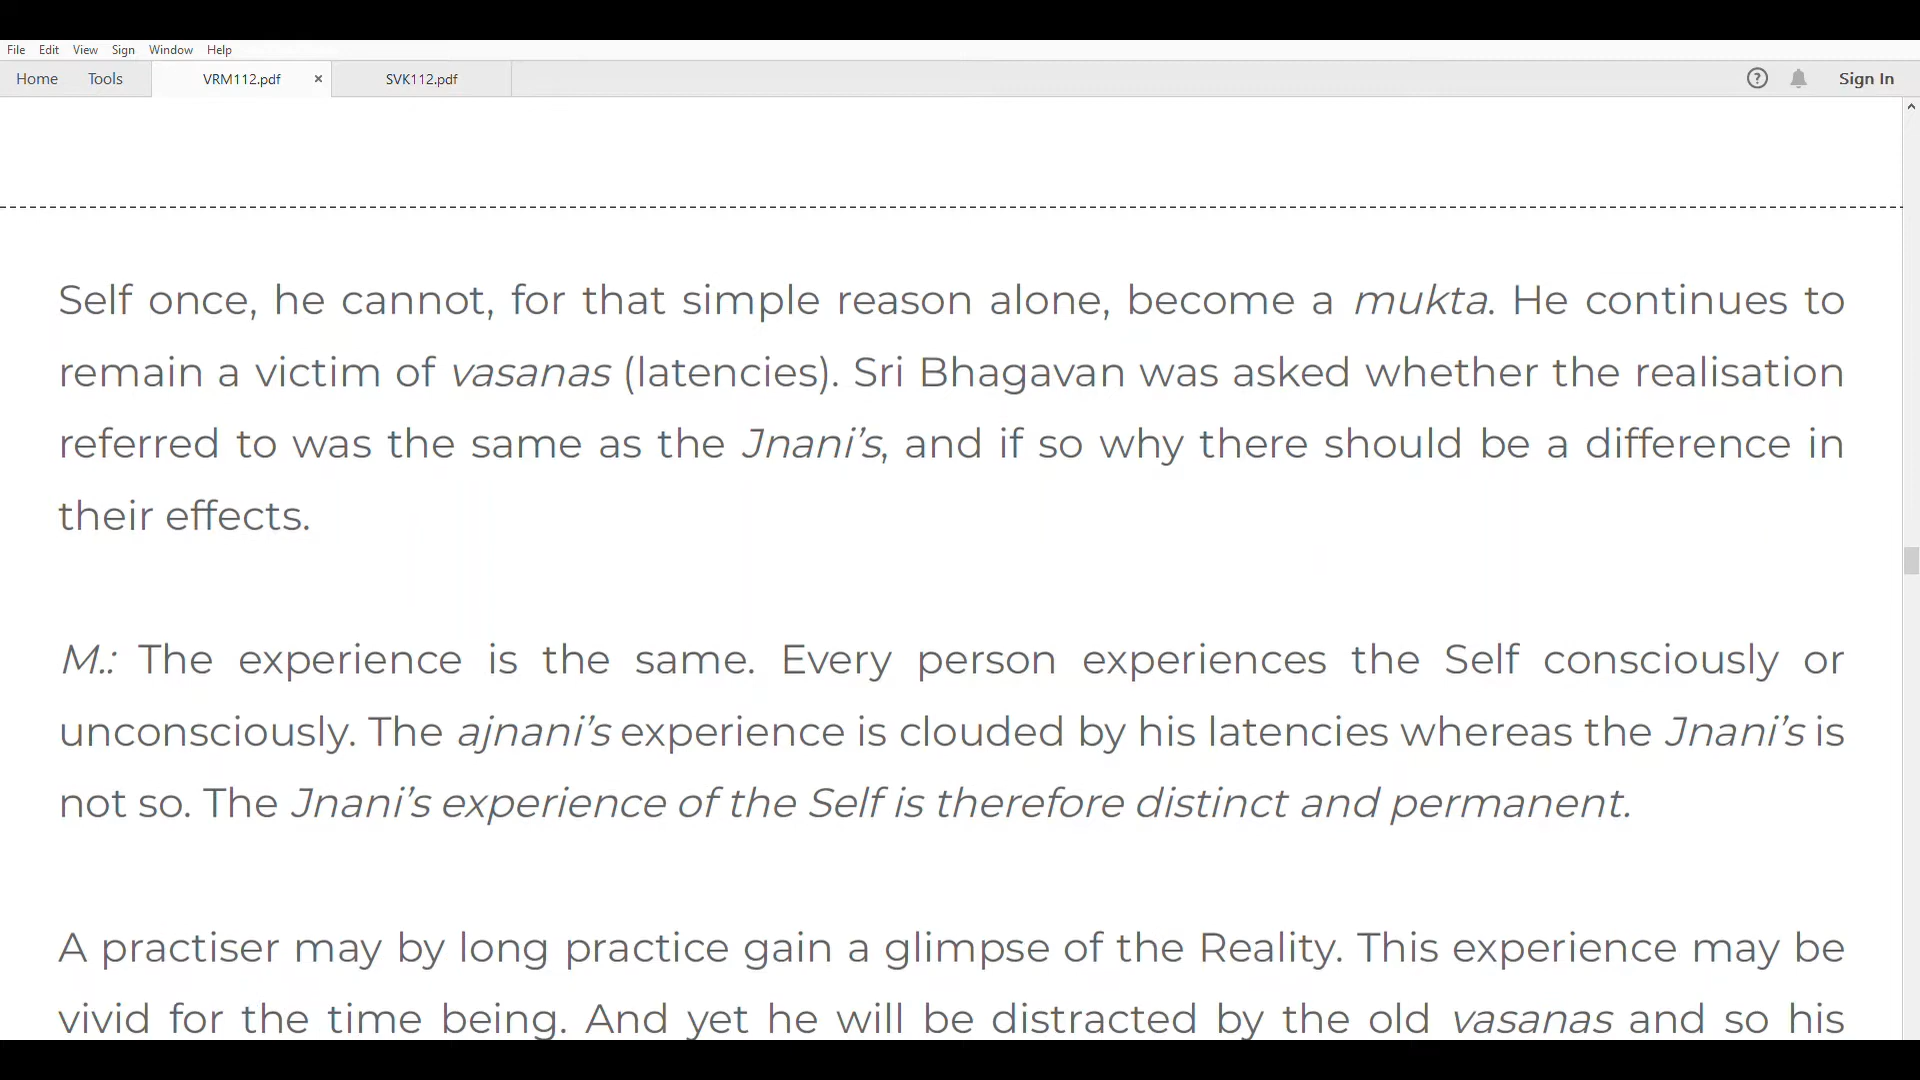 File Edit View Sign Window Help
Home Tools VRM112.pdf × SVK112.pdf ? Sign In
Self once, he cannot, for that simple reason alone, become a mukta. He continues to
remain a victim of vasanas (latencies). Sri Bhagavan was asked whether the realisation
referred to was the same as the Jnani’s, and if so why there should be a difference in
their effects.
M.: The experience is the same. Every person experiences the Self consciously or
unconsciously. The ajnani’s experience is clouded by his latencies whereas the Jnani’s is
not so. The Jnani’s experience of the Self is therefore distinct and permanent.
A practiser may by long practice gain a glimpse of the Reality. This experience may be
vivid for the time being. And yet he will be distracted by the old vasanas and so his